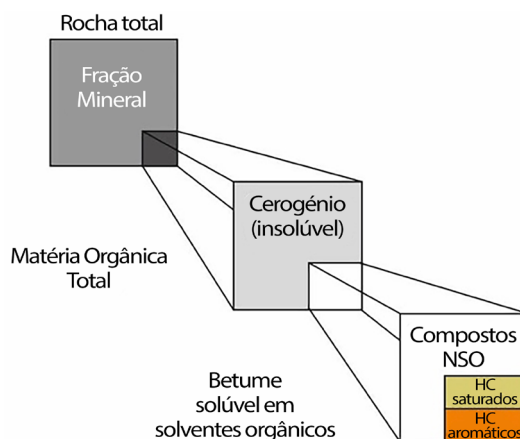 Rocha total
Fração
Mineral
Cerogénio
(insolúvel)
Matéria Orgânica
Total
Compostos
NSO
HC
saturados
HC
aromáticos
Betume
solúvel em
solventes orgânicos